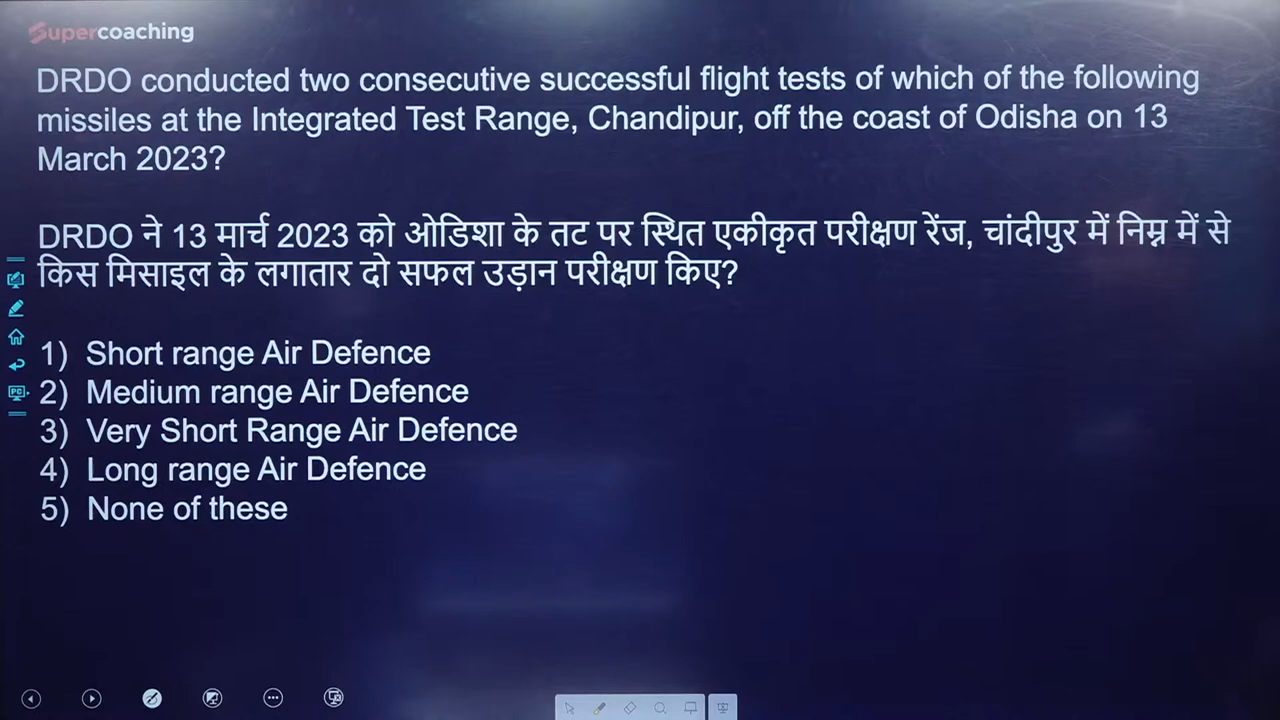 Supercoaching
DRDO conducted two consecutive successful flight tests of which of the following
missiles at the Integrated Test Range, Chandipur, off the coast of Odisha on 13
March 2023?
DRDO ने 13 मार्च 2023 को ओडिशा के तट पर स्थित एकीकृत परीक्षण रेंज, चांदीपुर में निम्न में से
किस मिसाइल के लगातार दो सफल उड़ान परीक्षण किए?
1) Short range Air Defence
2) Medium range Air Defence
3) Very Short Range Air Defence
4) Long range Air Defence
5) None of these
PC